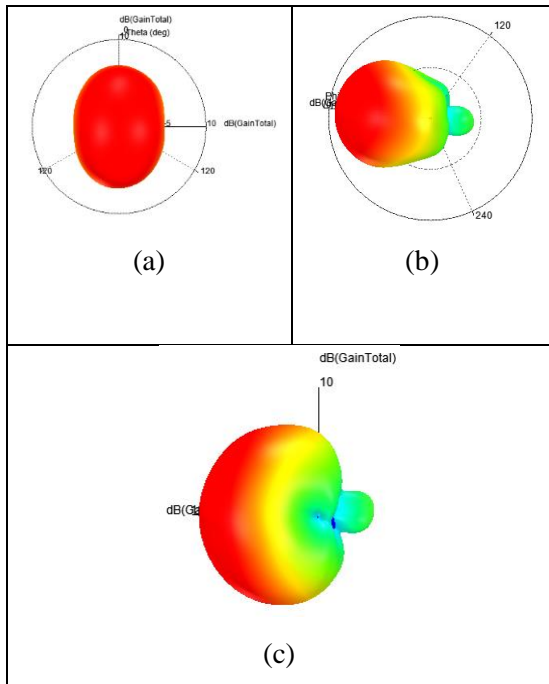 dB(GainTotal)
10
Theta (deg)
-5
10
dB(GainTotal)
120
120
(a)
120
240
(b)
dB(GainTotal)
10
(c)